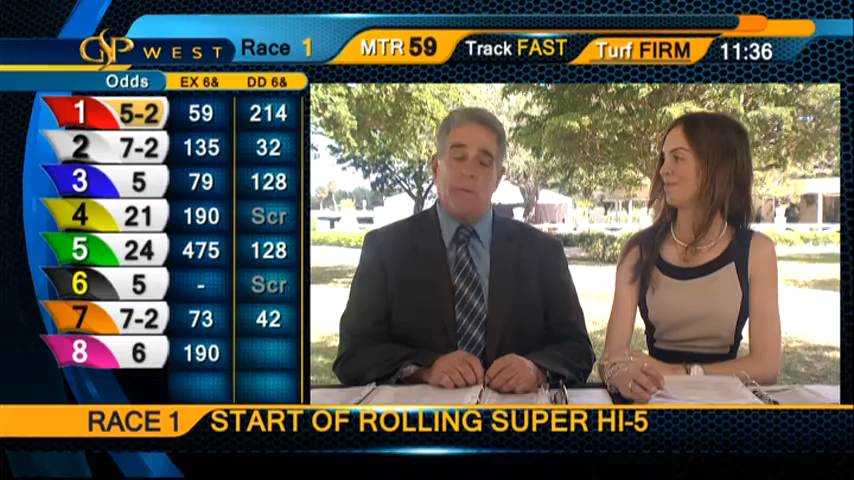 GSP WEST Race 1 MTR 59 Track FAST Turf FIRM 11:36
Odds EX 6& DD 6&
1 5-2 59 214
2 7-2 135 32
3 5 79 128
4 21 190 Scr
5 24 475 128
6 5 - Scr
7 7-2 73 42
8 6 190
RACE 1 START OF ROLLING SUPER HI-5